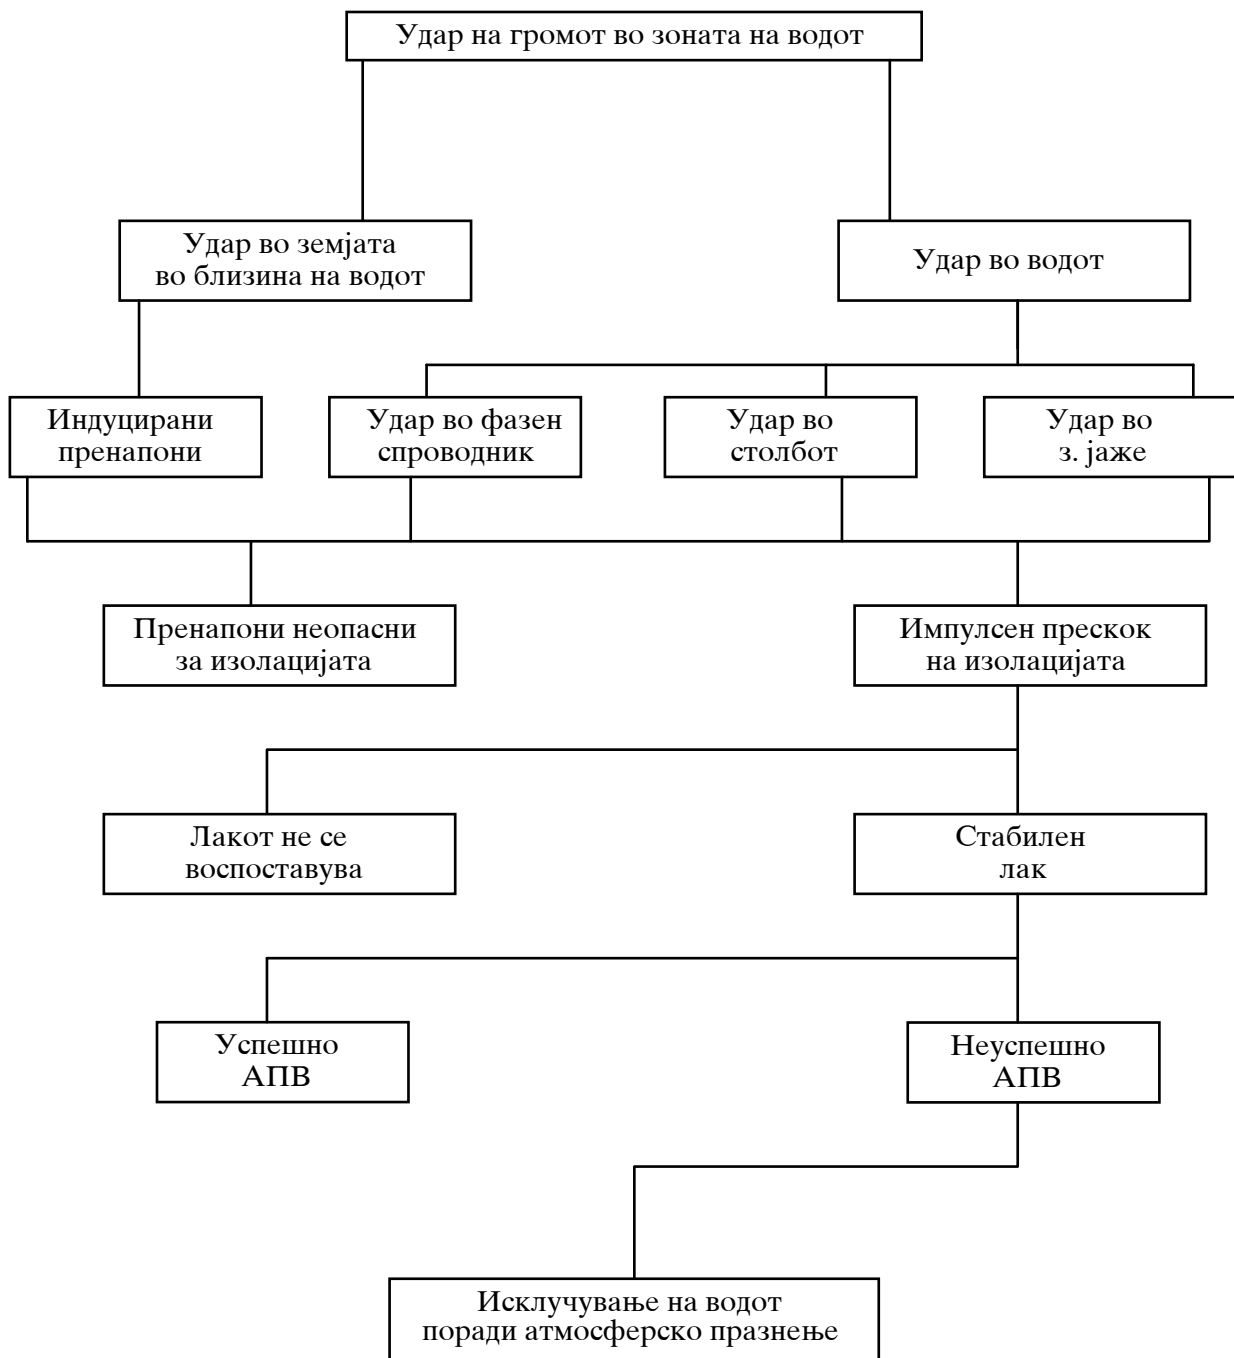 Удар на громот во зоната на водот
Удар во земјата
во близина на водот
Удар во водот
Индуцирани
пренапони
Удар во фазен
спроводник
Удар во
столбот
Удар во
з. јаже
Пренапони неопасни
за изолацијата
Импулсен прескок
на изолацијата
Лакот не се
воспоставува
Стабилен
лак
Успешно
АПВ
Неуспешно
АПВ
Исклучување на водот
поради атмосферско празнење